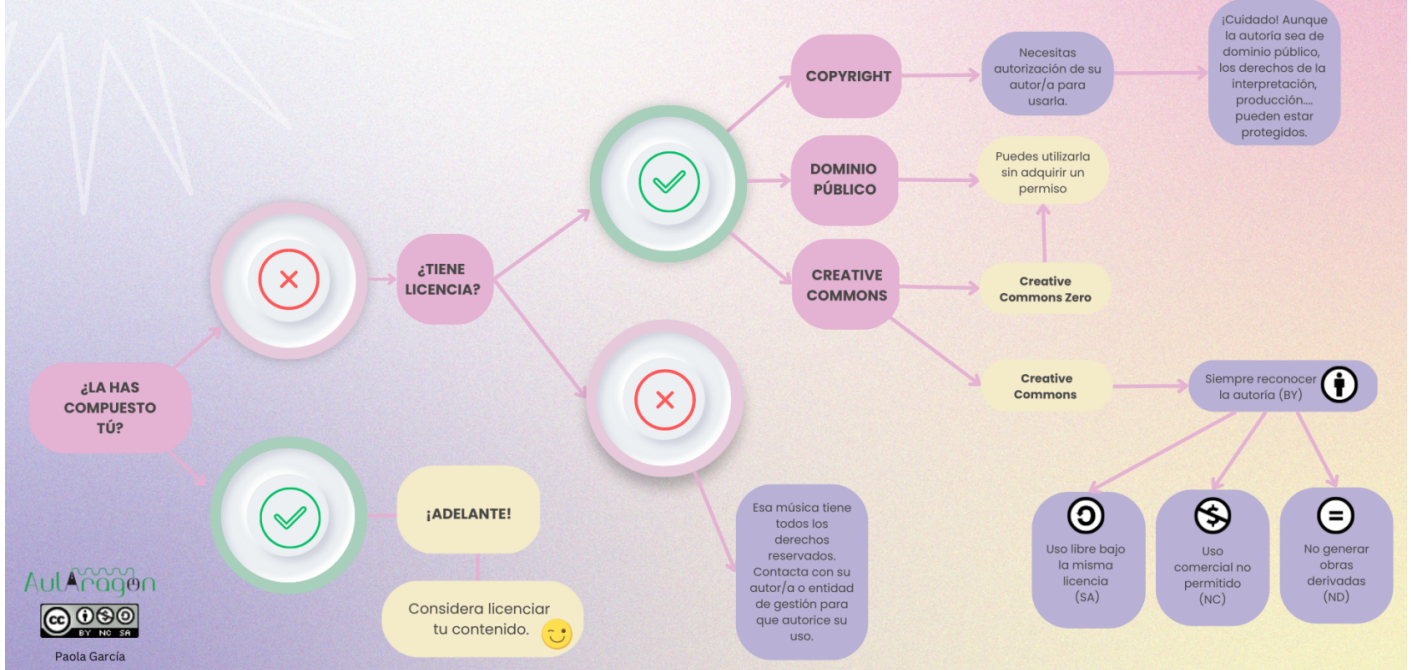 ¿LA HAS
COMPUESTO
TÚ?
¿TIENE
LICENCIA?
¡ADELANTE!
Considera licenciar
tu contenido.
COPYRIGHT
Necesitas
autorización de su
autor/a para
usarla.
¡Cuidado! Aunque
la autoría sea de
dominio público,
los derechos de la
interpretación,
producción....
pueden estar
protegidos.
DOMINIO
PÚBLICO
Puedes utilizarla
sin adquirir un
permiso
CREATIVE
COMMONS
Creative
Commons Zero
Creative
Commons
Siempre reconocer
la autoría (BY)
Uso libre bajo
la misma
licencia
(SA)
Uso
comercial no
permitido
(NC)
No generar
obras
derivadas
(ND)
Esa música tiene
todos los
derechos
reservados.
Contacta con su
autor/a o entidad
de gestión para
que autorice su
uso.
AulAragón
cc
BY NC SA
Paola García